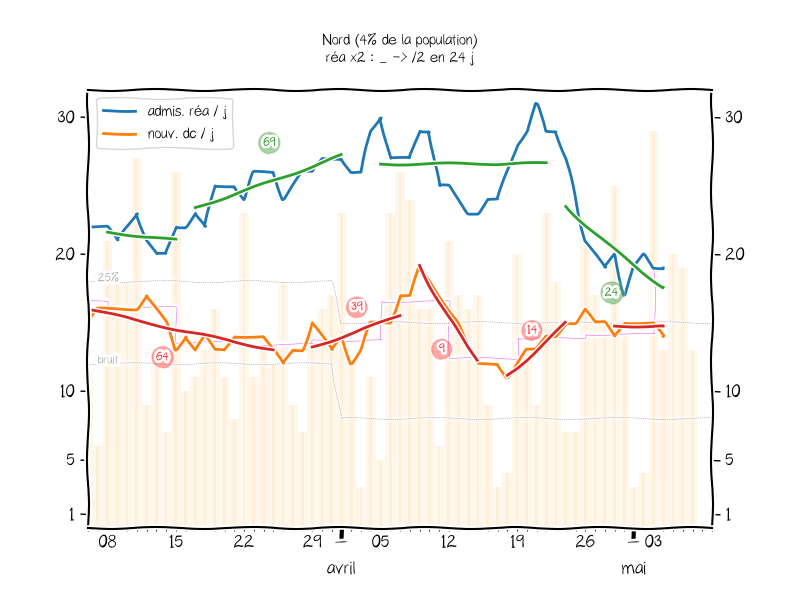 Nord (4% de la population)
réa x2 : _ -> /2 en 24 j
admis. réa / j
nouv. dc / j
30
30
69
20
20
25%
24
39
14
64
9
bruit
10
10
5
5
1
1
08 15 22 29 05 12 19 26 03
avril mai